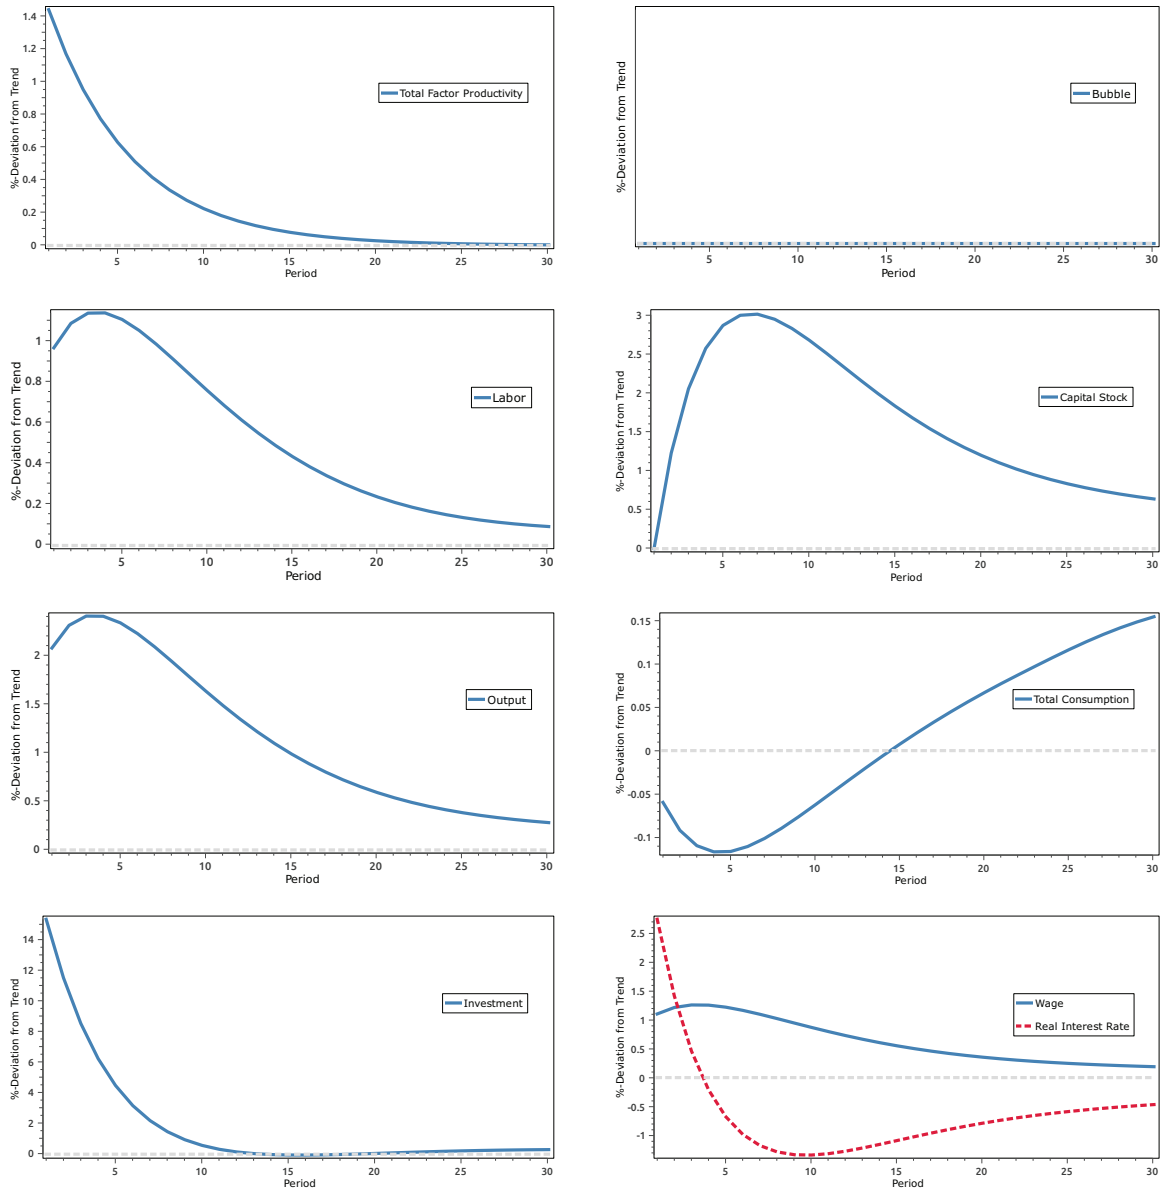 %-Deviation from Trend
1.4
1.2
1
0.8
0.6
0.4
0.2
0
Total Factor Productivity
5 10 15 20 25 30
Period
%-Deviation from Trend
Bubble
5 10 15 20 25 30
Period
%-Deviation from Trend
1
0.8
0.6
0.4
0.2
0
Labor
5 10 15 20 25 30
Period
%-Deviation from Trend
3
2.5
2
1.5
1
0.5
0
Capital Stock
5 10 15 20 25 30
Period
%-Deviation from Trend
2
1.5
1
0.5
0
Output
5 10 15 20 25 30
Period
%-Deviation from Trend
0.15
0.1
0.05
0
-0.05
-0.1
Total Consumption
5 10 15 20 25 30
Period
%-Deviation from Trend
14
12
10
8
6
4
2
0
Investment
5 10 15 20 25 30
Period
%-Deviation from Trend
2.5
2
1.5
1
0.5
0
-0.5
-1
Wage
Real Interest Rate
5 10 15 20 25 30
Period